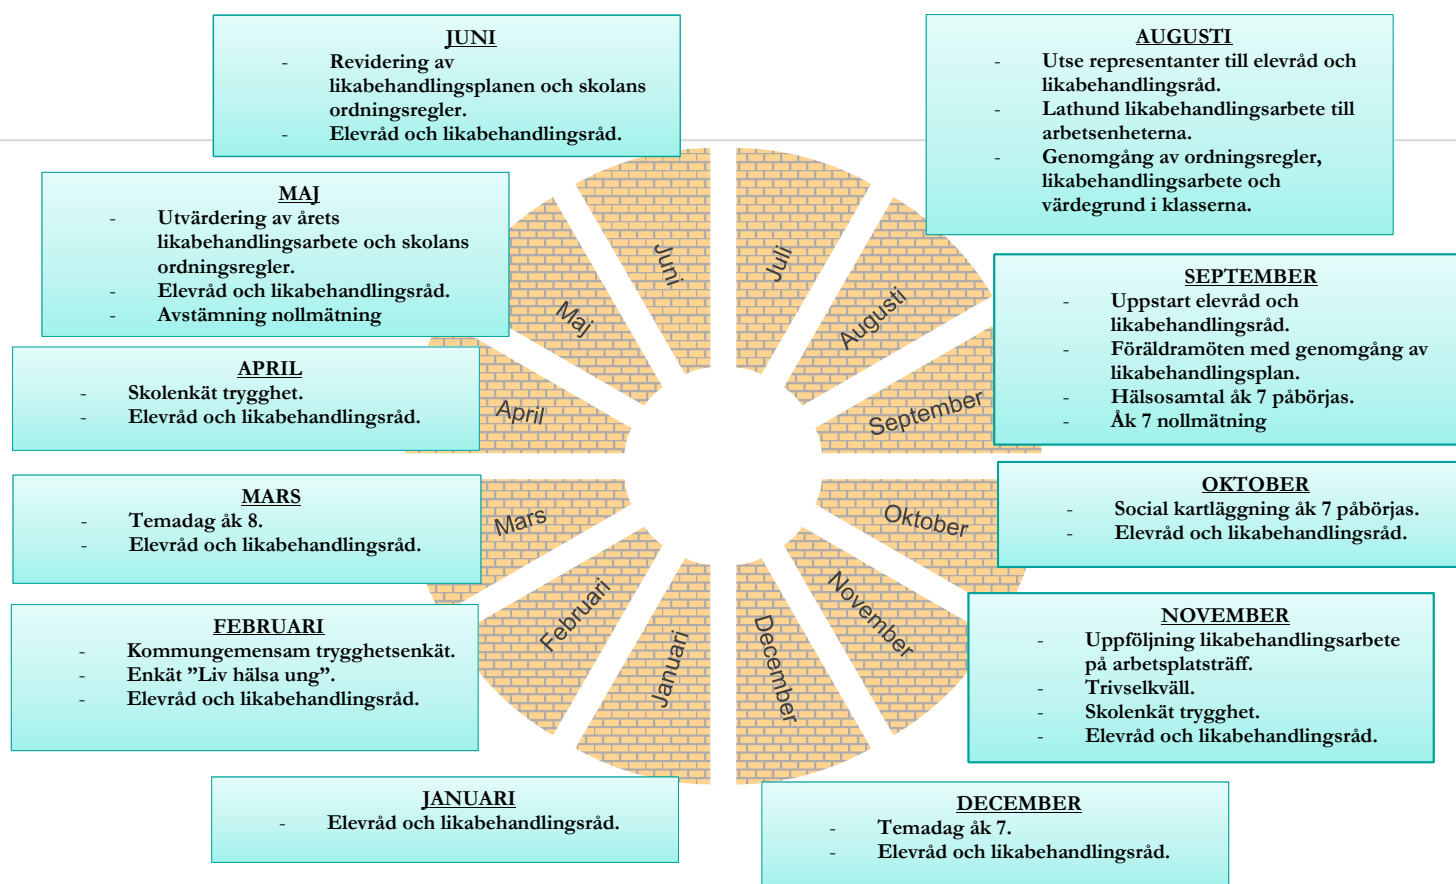 JUNI
- Revidering av
likabehandlingsplanen och skolans
ordningsregler.
- Elevråd och likabehandlingsråd.
AUGUSTI
- Utse representanter till elevråd och
likabehandlingsråd.
- Lathund likabehandlingsarbete till
arbetsenheterna.
- Genomgång av ordningsregler,
likabehandlingsarbete och
värdegrund i klasserna.
MAJ
- Utvärdering av årets
likabehandlingsarbete och skolans
ordningsregler.
- Elevråd och likabehandlingsråd.
- Avstämning nollmätning
SEPTEMBER
- Uppstart elevråd och
likabehandlingsråd.
- Föräldramöten med genomgång av
likabehandlingsplan.
- Hälsosamtal åk 7 påbörjas.
- Åk 7 nollmätning
APRIL
- Skolenkät trygghet.
- Elevråd och likabehandlingsråd.
MARS
- Temadag åk 8.
- Elevråd och likabehandlingsråd.
OKTOBER
- Social kartläggning åk 7 påbörjas.
- Elevråd och likabehandlingsråd.
FEBRUARI
- Kommungemensam trygghetsenkät.
- Enkät ”Liv hälsa ung”.
- Elevråd och likabehandlingsråd.
NOVEMBER
- Uppföljning likabehandlingsarbete
på arbetsplatsträff.
- Trivselkväll.
- Skolenkät trygghet.
- Elevråd och likabehandlingsråd.
JANUARI
- Elevråd och likabehandlingsråd.
DECEMBER
- Temadag åk 7.
- Elevråd och likabehandlingsråd.
Juni
Juli
Maj
Augusti
April
September
Mars
Oktober
Februari
November
Januari
December